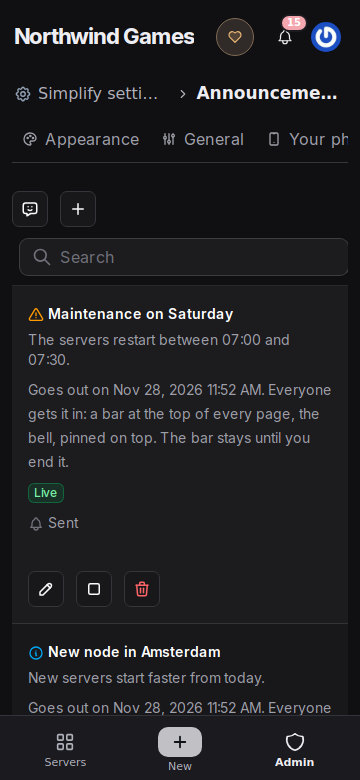 Northwind Games
15
Simplify setti… › Announceme…
Appearance General Your ph
Search
Maintenance on Saturday
The servers restart between 07:00 and
07:30.
Goes out on Nov 28, 2026 11:52 AM. Everyone
gets it in: a bar at the top of every page, the
bell, pinned on top. The bar stays until you
end it.
Live
Sent
New node in Amsterdam
New servers start faster from today.
Goes out on Nov 28, 2026 11:52 AM. Everyone
Servers New Admin